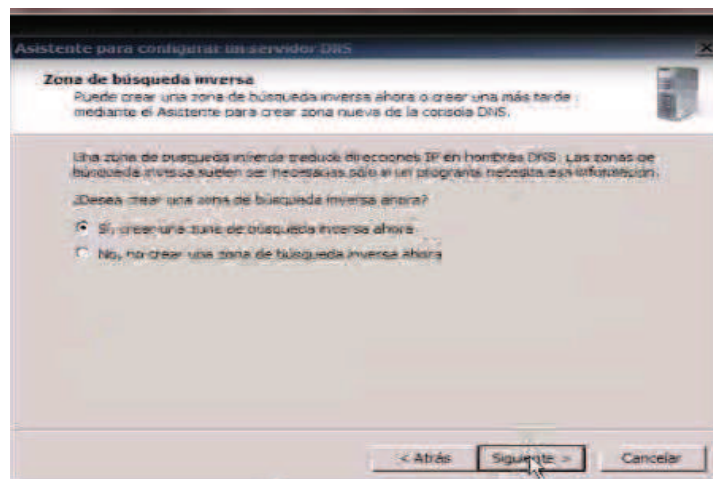 Asistente para configurar un servidor DNS
Zona de búsqueda inversa
Puede crear una zona de búsqueda inversa ahora o crear una más tarde
mediante el Asistente para crear zona nueva de la consola DNS.
Una zona de búsqueda inversa traduce direcciones IP en nombres DNS. Las zonas de
búsqueda inversa suelen ser necesarias sólo si un programa necesita esa información.
¿Desea crear una zona de búsqueda inversa ahora?
Sí, crear una zona de búsqueda inversa ahora
No, no crear una zona de búsqueda inversa ahora
< Atrás
Siguiente >
Cancelar